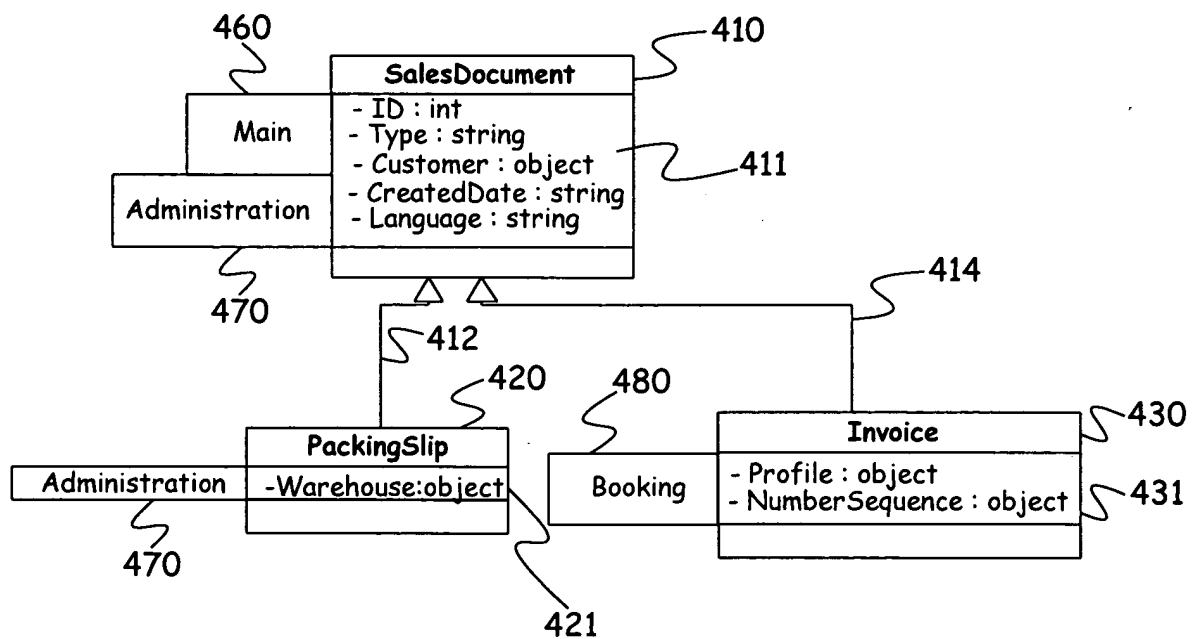 460
410
SalesDocument
Main
- ID : int
- Type : string
- Customer : object
411
Administration
- CreatedDate : string
- Language : string
470
414
412
420
480
430
PackingSlip
Invoice
Administration
-Warehouse:object
Booking
- Profile : object
- NumberSequence : object
431
470
421